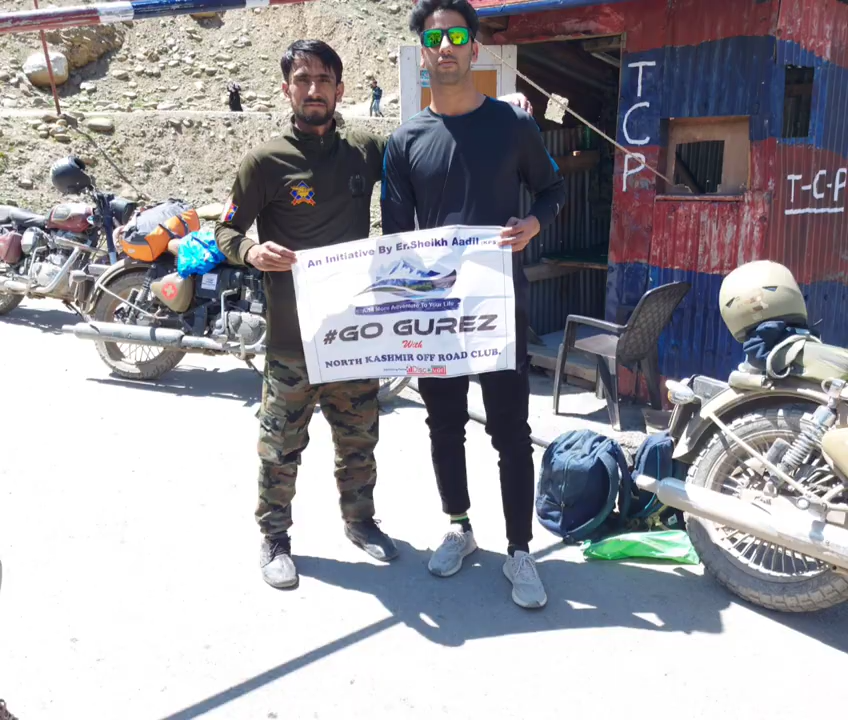 An Initiative By Er.Sheikh Aadil
Add More Adventure To Your Life
#GO GUREZ
With
NORTH KASHMIR OFF ROAD CLUB.
TCP
T-C-P